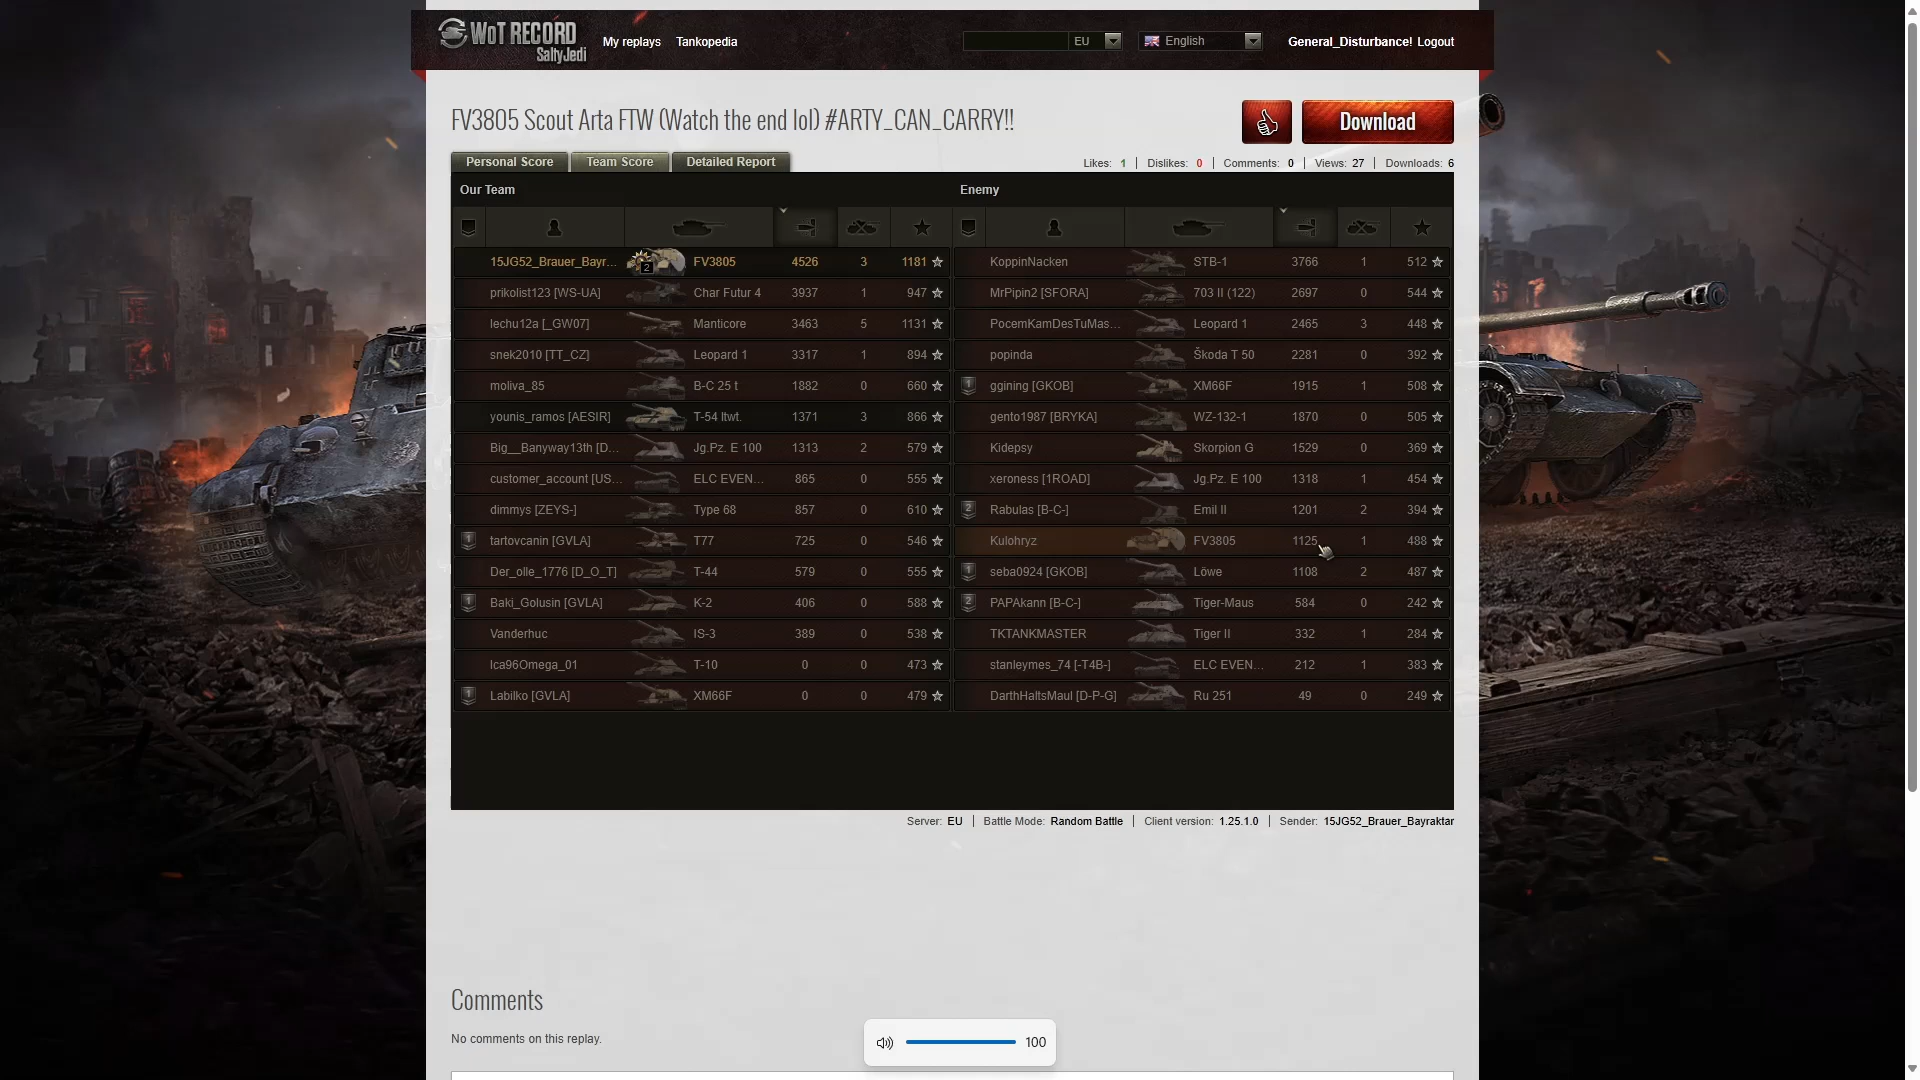 WoT RECORD
SaltyJedi
My replays Tankopedia EU English General_Disturbance! Logout
FV3805 Scout Arta FTW (Watch the end lol) #ARTY_CAN_CARRY!! Download
Personal Score Team Score Detailed Report Likes: 1 | Dislikes: 0 | Comments: 0 | Views: 27 | Downloads: 6
Our Team Enemy
15JG52_Brauer_Bayr... 2 FV3805 4526 3 1181 KoppinNacken STB-1 3766 1 512
prikolist123 [WS-UA] Char Futur 4 3937 1 947 MrPipin2 [SFORA] 703 II (122) 2697 0 544
lechu12a [_GW07] Manticore 3463 5 1131 PocemKamDesTuMas... Leopard 1 2465 3 448
snek2010 [TT_CZ] Leopard 1 3317 1 894 popinda Škoda T 50 2281 0 392
moliva_85 B-C 25 t 1882 0 660 1 ggining [GKOB] XM66F 1915 1 508
younis_ramos [AESIR] T-54 ltwt. 1371 3 866 gento1987 [BRYKA] WZ-132-1 1870 0 505
Big__Banyway13th [D... Jg.Pz. E 100 1313 2 579 Kidepsy Skorpion G 1529 0 369
customer_account [US... ELC EVEN... 865 0 555 xeroness [1ROAD] Jg.Pz. E 100 1318 1 454
dimmys [ZEYS-] Type 68 857 0 610 2 Rabulas [B-C-] Emil II 1201 2 394
1 tartovcanin [GVLA] T77 725 0 546 Kulohryz FV3805 1125 1 488
Der_olle_1776 [D_O_T] T-44 579 0 555 1 seba0924 [GKOB] Löwe 1108 2 487
1 Baki_Golusin [GVLA] K-2 406 0 588 2 PAPAkann [B-C-] Tiger-Maus 584 0 242
Vanderhuc IS-3 389 0 538 TKTANKMASTER Tiger II 332 1 284
Ica96Omega_01 T-10 0 0 473 stanleymes_74 [-T4B-] ELC EVEN... 212 1 383
1 Labilko [GVLA] XM66F 0 0 479 DarthHaltsMaul [D-P-G] Ru 251 49 0 249
Server: EU | Battle Mode: Random Battle | Client version: 1.25.1.0 | Sender: 15JG52_Brauer_Bayraktar
Comments
No comments on this replay.
100